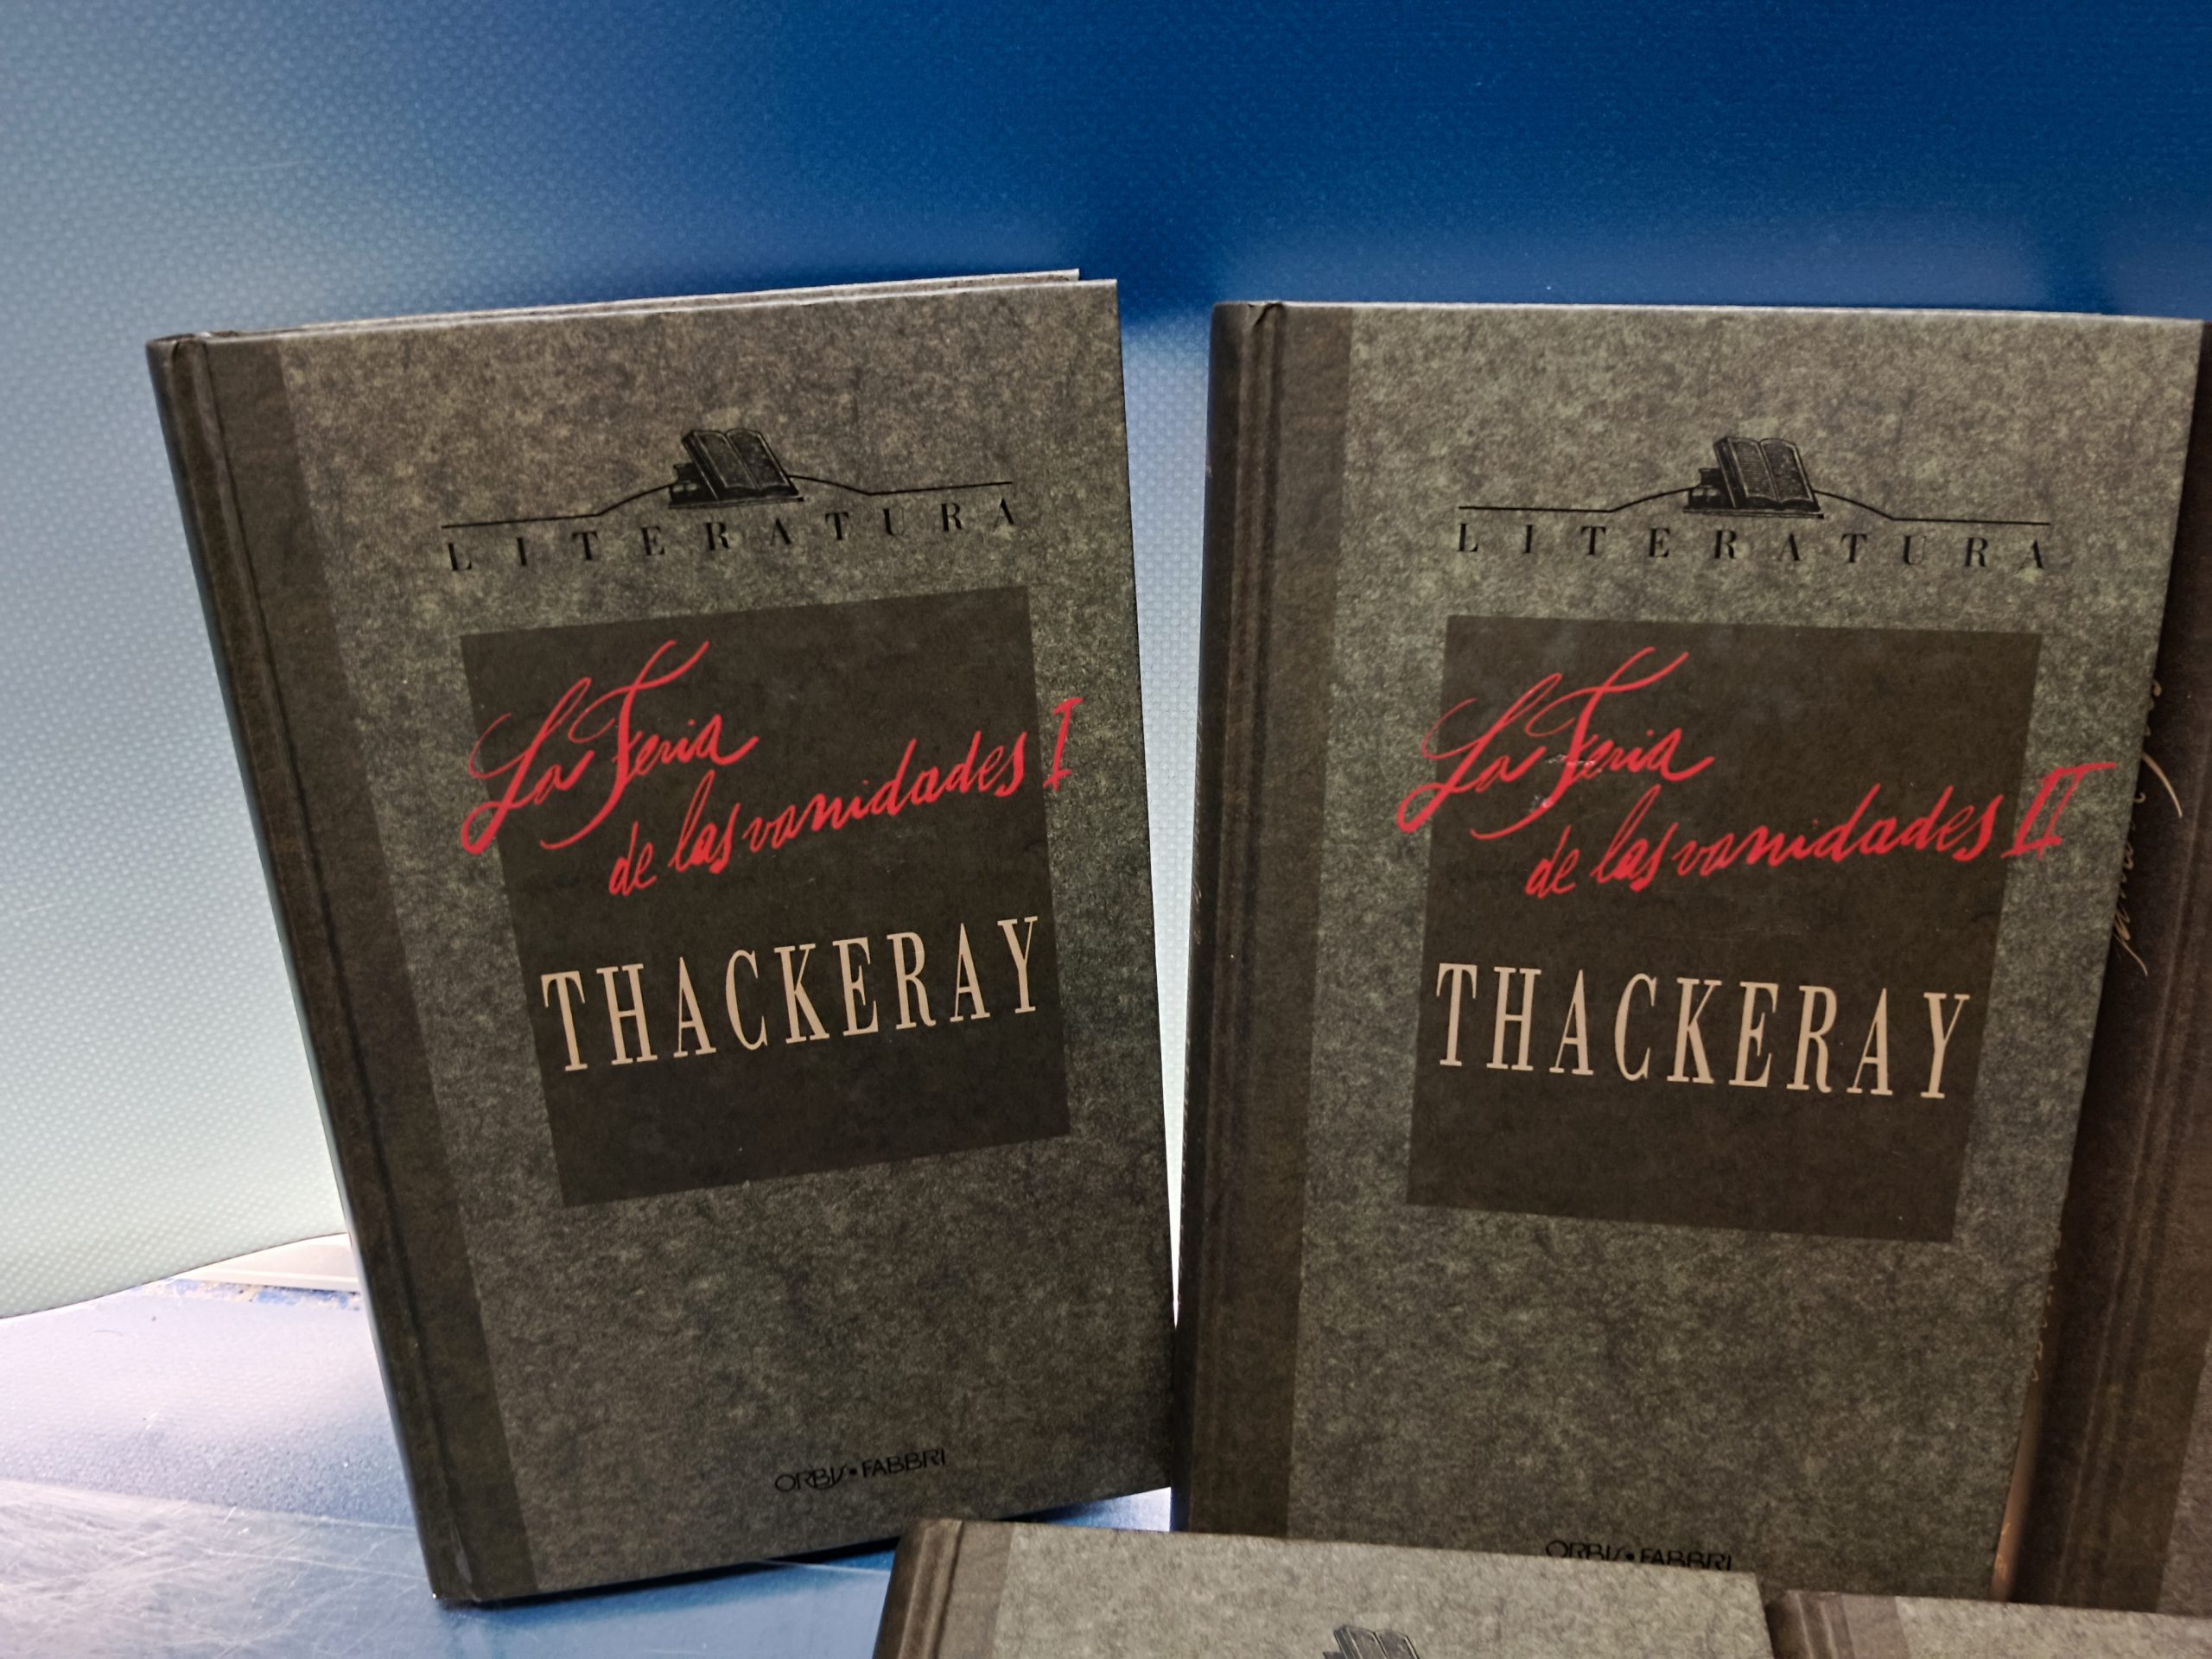 LITERATURA
La Feria
de las vanidades I
THACKERAY
ORBIS • FABBRI
LITERATURA
La Feria
de las vanidades II
THACKERAY
ORBIS • FABBRI